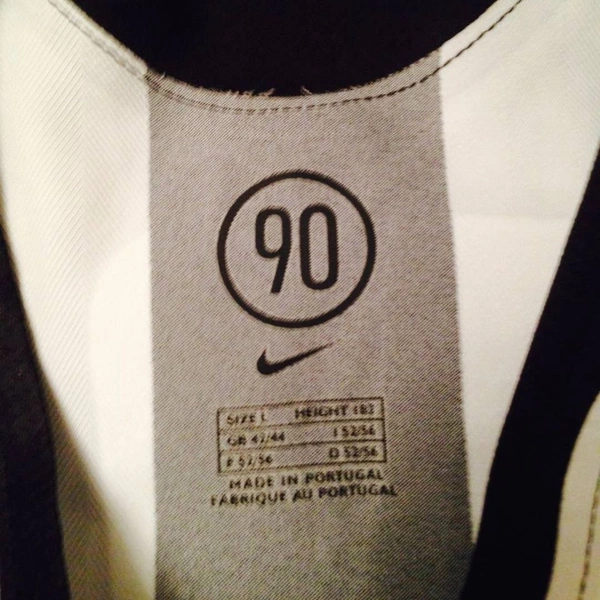 90
SIZE L HEIGHT 183
GB 42/44 I 52/56
F 52/56 D 52/56
MADE IN PORTUGAL
FABRIQUE AU PORTUGAL